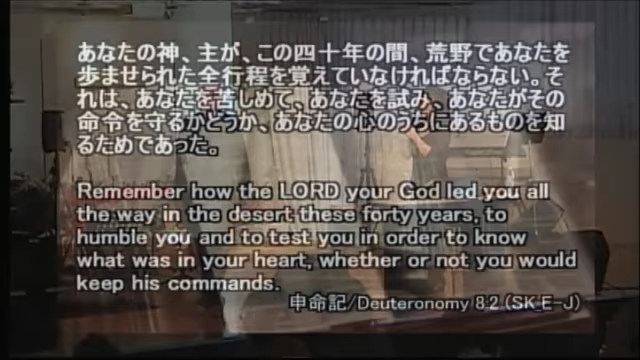 あなたの神、主が、この四十年の間、荒野であなたを
歩ませられた全行程を覚えていなければならない。そ
れは、あなたを苦しめて、あなたを試み、あなたがその
命令を守るかどうか、あなたの心のうちにあるものを知
るためであった。
Remember how the LORD your God led you all
the way in the desert these forty years, to
humble you and to test you in order to know
what was in your heart, whether or not you would
keep his commands.
申命記/Deuteronomy 8:2 (SK_E-J)